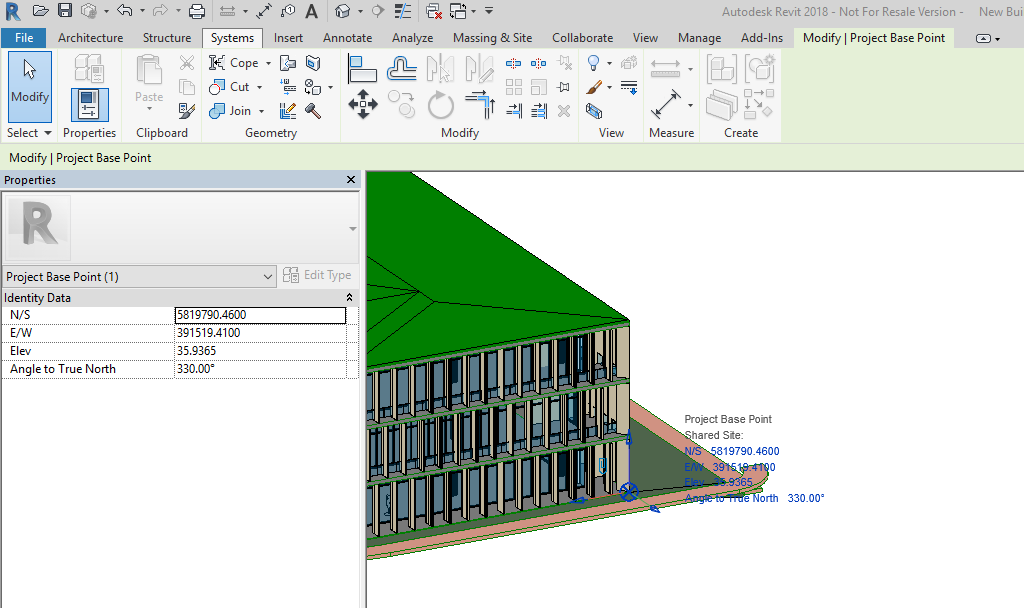 Autodesk Revit 2018 - Not For Resale Version -    New Bui
File Architecture Structure Systems Insert Annotate Analyze Massing & Site Collaborate View Manage Add-Ins Modify | Project Base Point
Modify
Paste
Cope
Cut
Join
Select Properties Clipboard Geometry Modify View Measure Create
Modify | Project Base Point
Properties
Project Base Point (1) Edit Type
Identity Data
N/S 5819790.4600
E/W 391519.4100
Elev 35.9365
Angle to True North 330.00°
Project Base Point
Shared Site:
N/S 5819790.4600
E/W 391519.4100
Elev 35.9365
Angle to True North 330.00°